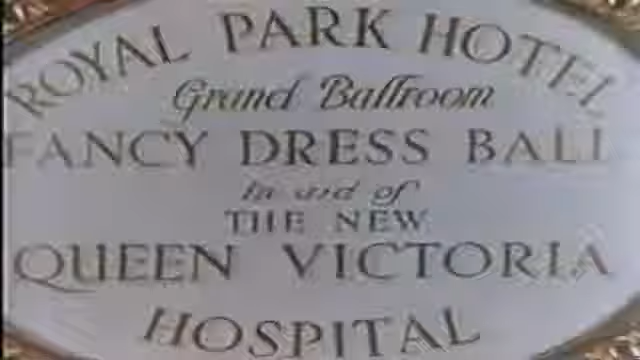 ROYAL PARK HOTEL
Grand Ballroom
FANCY DRESS BALL
in aid of
THE NEW
QUEEN VICTORIA
HOSPITAL